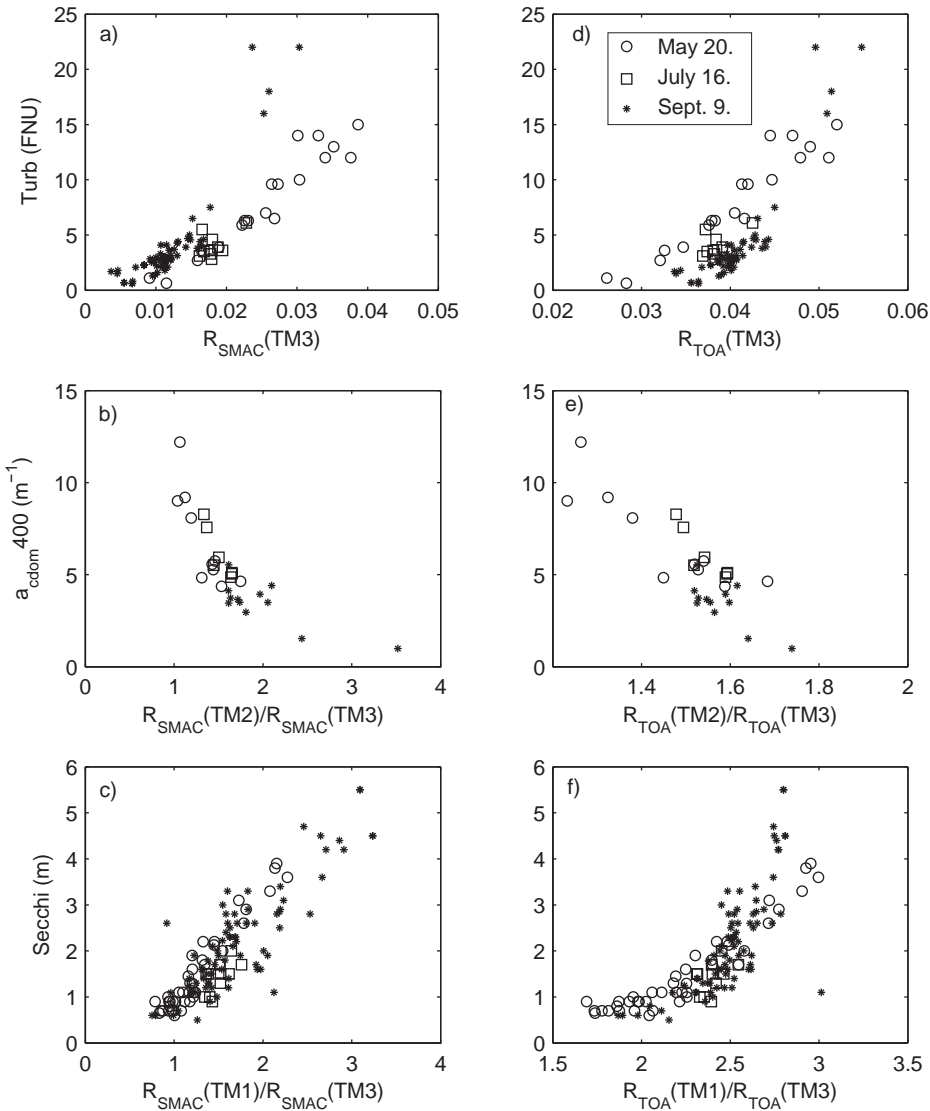 a)
25
20
15
10
5
0
Turb (FNU)
0 0.01 0.02 0.03 0.04 0.05
R_SMAC(TM3)
d)
May 20.
July 16.
Sept. 9.
25
20
15
10
5
0
0.02 0.03 0.04 0.05 0.06
R_TOA(TM3)
b)
15
10
5
0
a_cdom400 (m⁻¹)
0 1 2 3 4
R_SMAC(TM2)/R_SMAC(TM3)
e)
15
10
5
0
1.4 1.6 1.8 2
R_TOA(TM2)/R_TOA(TM3)
c)
6
5
4
3
2
1
0
Secchi (m)
0 1 2 3 4
R_SMAC(TM1)/R_SMAC(TM3)
f)
6
5
4
3
2
1
0
1.5 2 2.5 3 3.5
R_TOA(TM1)/R_TOA(TM3)